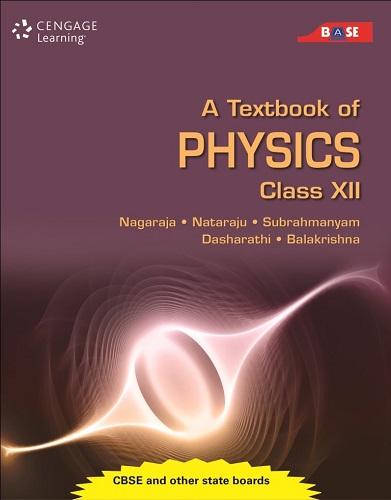 CENGAGE
Learning
BASE
A Textbook of
PHYSICS
Class XII
Nagaraja • Nataraju • Subrahmanyam
Dasharathi • Balakrishna
CBSE and other state boards